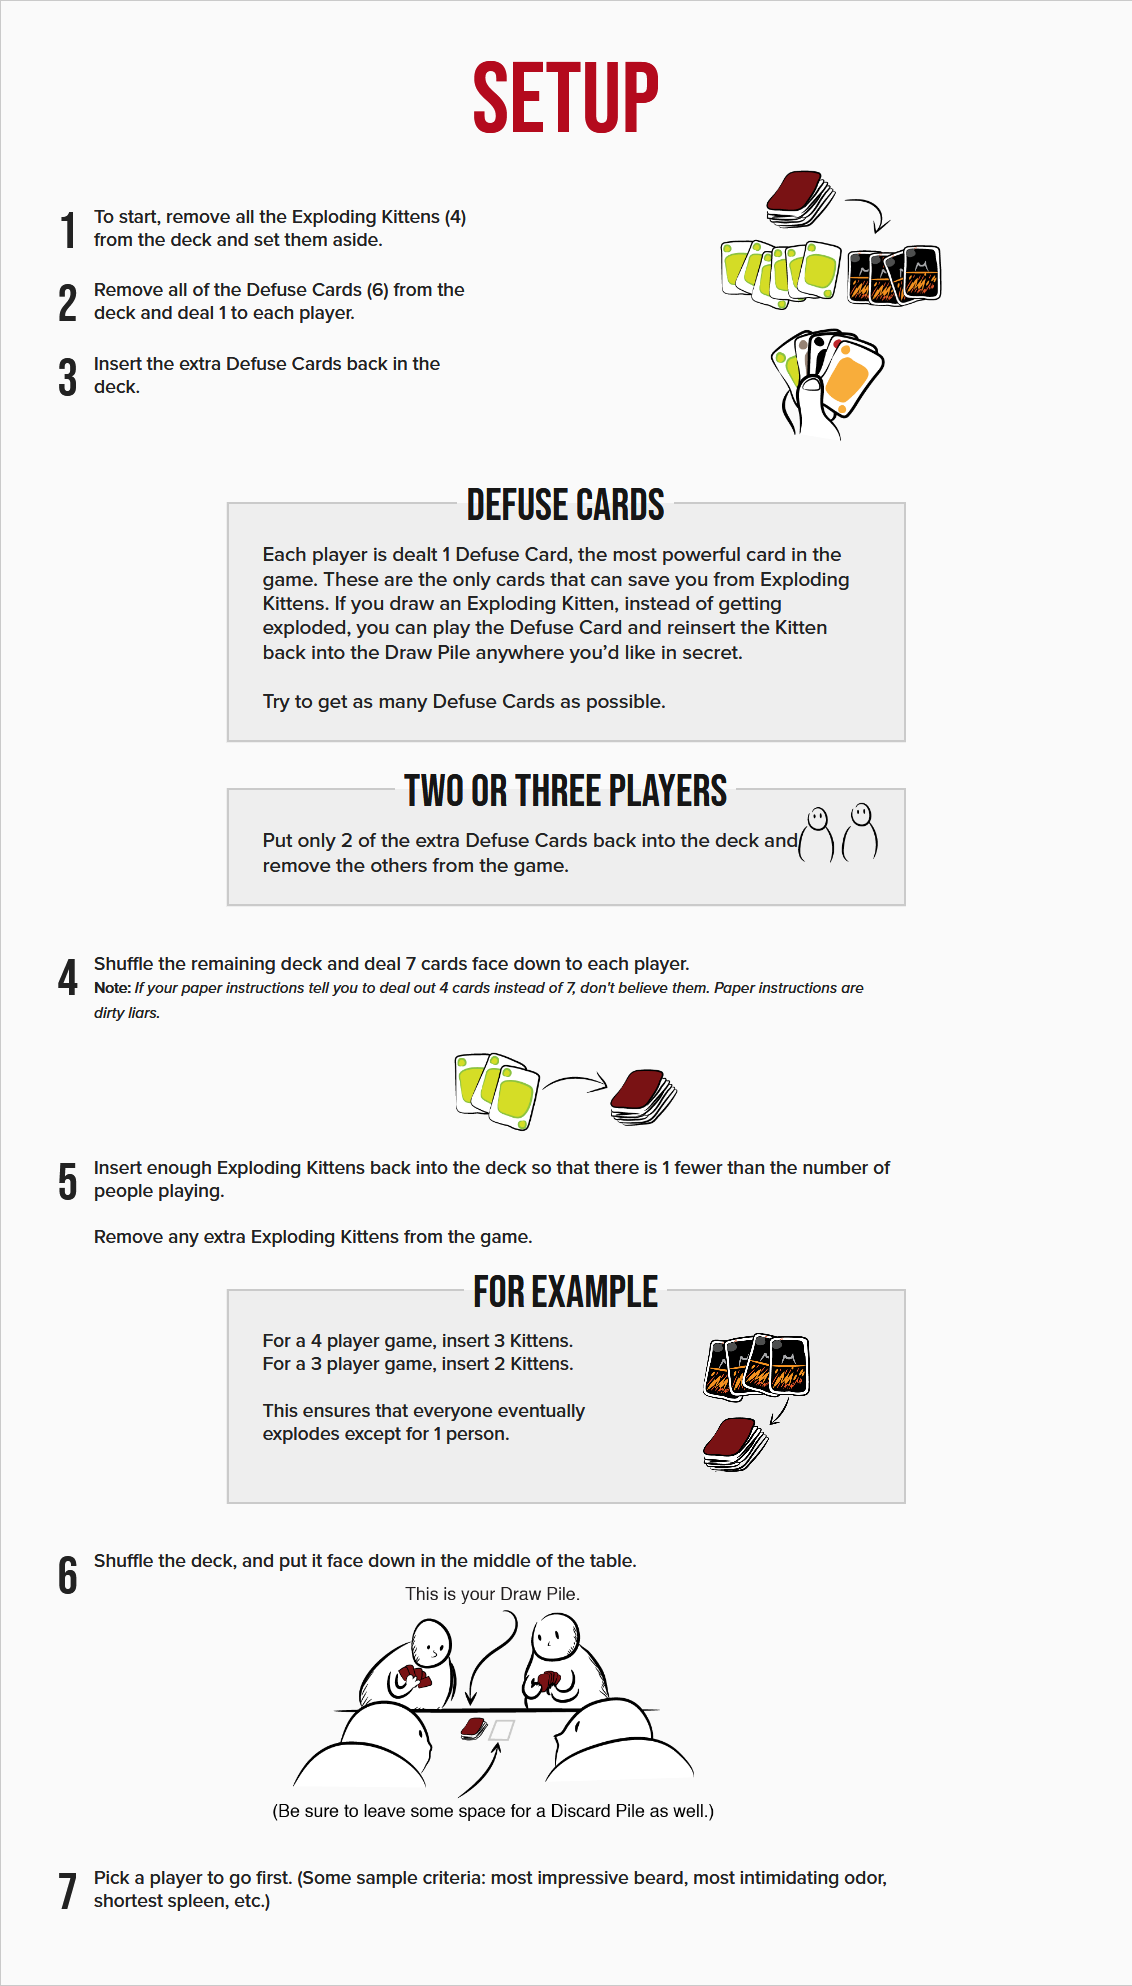 SETUP
1
To start, remove all the Exploding Kittens (4)
from the deck and set them aside.
2
Remove all of the Defuse Cards (6) from the
deck and deal 1 to each player.
3
Insert the extra Defuse Cards back in the
deck.
DEFUSE CARDS
Each player is dealt 1 Defuse Card, the most powerful card in the
game. These are the only cards that can save you from Exploding
Kittens. If you draw an Exploding Kitten, instead of getting
exploded, you can play the Defuse Card and reinsert the Kitten
back into the Draw Pile anywhere you’d like in secret.
Try to get as many Defuse Cards as possible.
TWO OR THREE PLAYERS
Put only 2 of the extra Defuse Cards back into the deck and
remove the others from the game.
4
Shuffle the remaining deck and deal 7 cards face down to each player.
Note: If your paper instructions tell you to deal out 4 cards instead of 7, don't believe them. Paper instructions are
dirty liars.
5
Insert enough Exploding Kittens back into the deck so that there is 1 fewer than the number of
people playing.
Remove any extra Exploding Kittens from the game.
FOR EXAMPLE
For a 4 player game, insert 3 Kittens.
For a 3 player game, insert 2 Kittens.
This ensures that everyone eventually
explodes except for 1 person.
6
Shuffle the deck, and put it face down in the middle of the table.
This is your Draw Pile.
(Be sure to leave some space for a Discard Pile as well.)
7
Pick a player to go first. (Some sample criteria: most impressive beard, most intimidating odor,
shortest spleen, etc.)